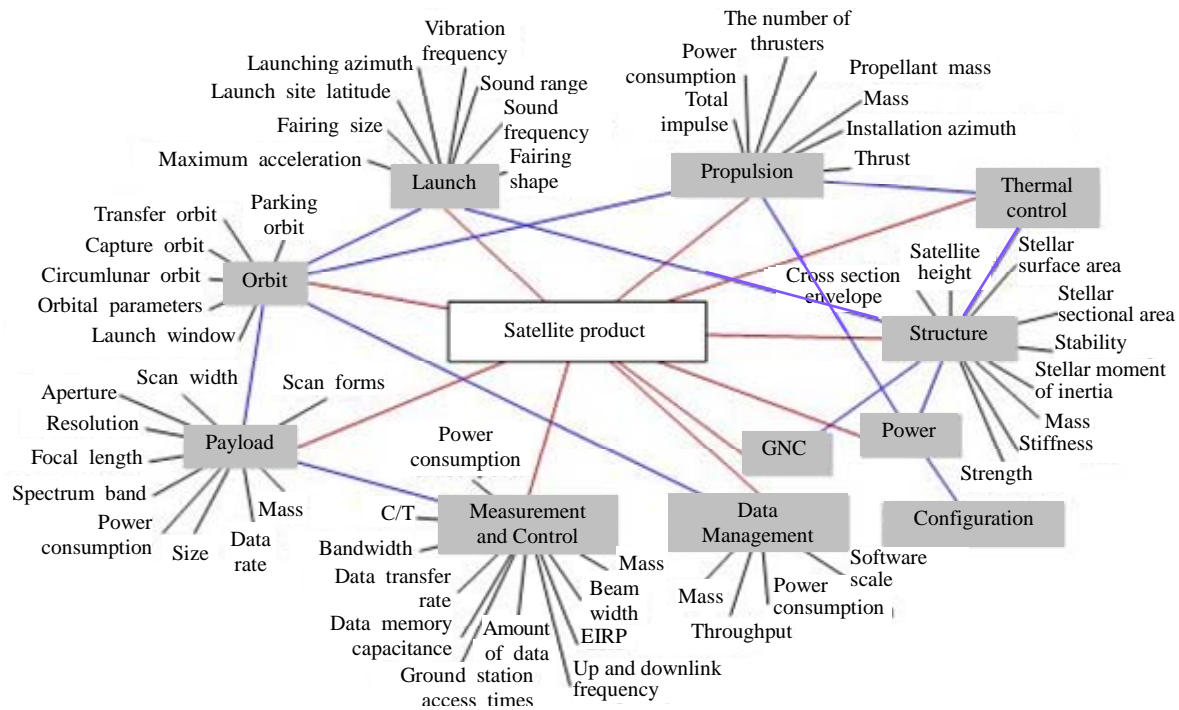 Vibration
frequency
Launching azimuth
Launch site latitude
Sound range
Sound
frequency
Fairing size
Maximum acceleration
Fairing
shape
Launch
The number of
thrusters
Power
consumption
Propellant mass
Total
impulse
Mass
Installation azimuth
Thrust
Propulsion
Thermal
control
Transfer orbit
Parking
orbit
Capture orbit
Circumlunar orbit
Orbital parameters
Launch window
Orbit
Satellite product
Cross section
envelope
Satellite
height
Stellar
surface area
Stellar
sectional area
Structure
Stability
Stellar moment
of inertia
Mass
Stiffness
Strength
Scan width
Scan forms
Aperture
Resolution
Focal length
Spectrum band
Power
consumption
Size
Data
rate
Mass
Payload
Power
consumption
C/T
Bandwidth
Data transfer
rate
Data memory
capacitance
Ground station
access times
Amount
of data
Measurement
and Control
Mass
Beam
width
EIRP
Up and downlink
frequency
GNC
Power
Data
Management
Configuration
Mass
Throughput
Power
consumption
Software
scale